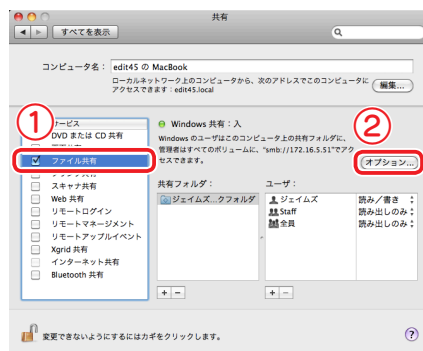 共有
すべてを表示
コンピュータ名： edit45 の MacBook
ローカルネットワーク上のコンピュータから、次のアドレスでこのコンピュータに
アクセスできます：edit45.local
編集...
①
サービス
DVD または CD 共有
ファイル共有
スキャナ共有
Web 共有
リモートログイン
リモートマネージメント
リモートアップルイベント
Xgrid 共有
インターネット共有
Bluetooth 共有
Windows 共有：入
Windows のユーザはこのコンピュータ上の共有フォルダに、
管理者はすべてのボリュームに、“smb://172.16.5.51”でアク
セスできます。
②
オプション...
共有フォルダ：
ジェイムズ...クフォルダ
ユーザ：
ジェイムズ 読み／書き
Staff 読み出しのみ
全員 読み出しのみ
+ −
+ −
変更できないようにするにはカギをクリックします。
?